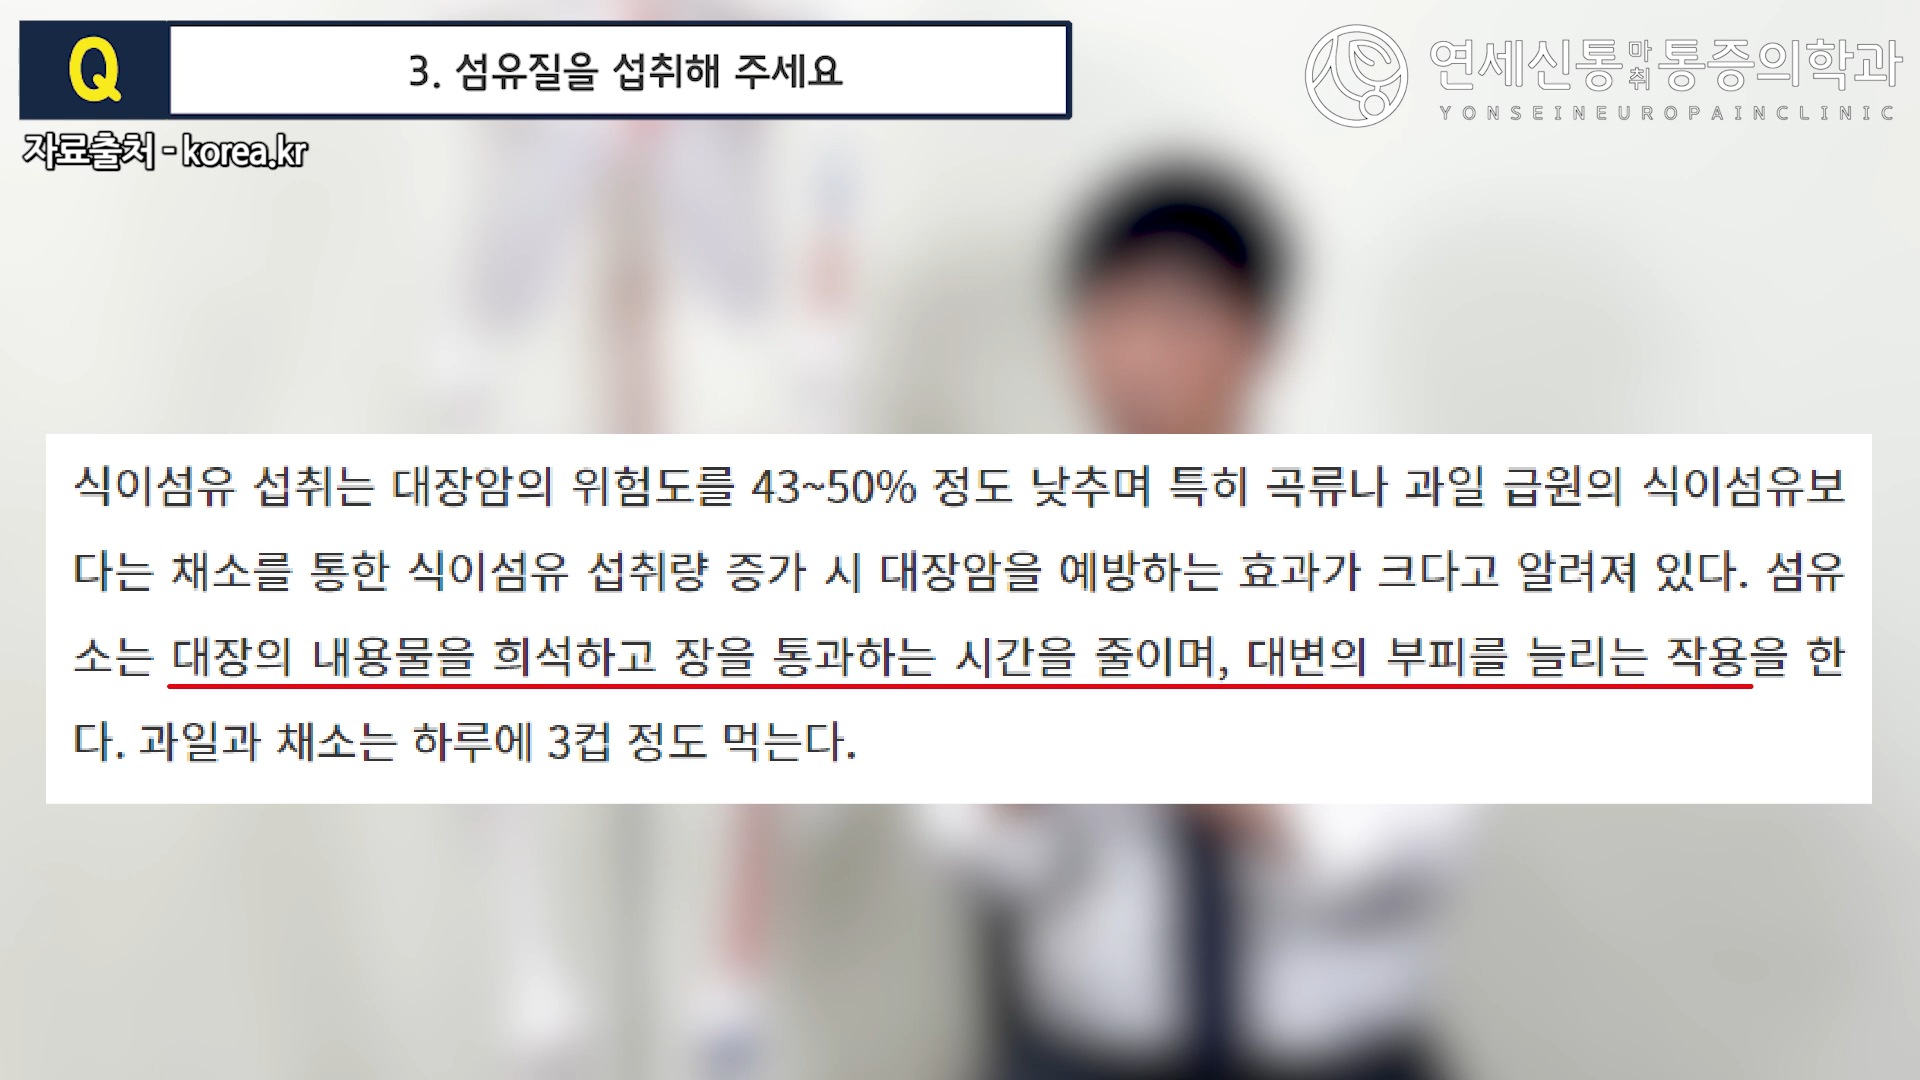 Q
3. 섬유질을 섭취해 주세요
연세신통마취통증의학과
YONSEINEUROPAINCLINIC
자료출처 - korea.kr
식이섬유 섭취는 대장암의 위험도를 43~50% 정도 낮추며 특히 곡류나 과일 급원의 식이섬유보
다는 채소를 통한 식이섬유 섭취량 증가 시 대장암을 예방하는 효과가 크다고 알려져 있다. 섬유
소는 대장의 내용물을 희석하고 장을 통과하는 시간을 줄이며, 대변의 부피를 늘리는 작용을 한
다. 과일과 채소는 하루에 3컵 정도 먹는다.